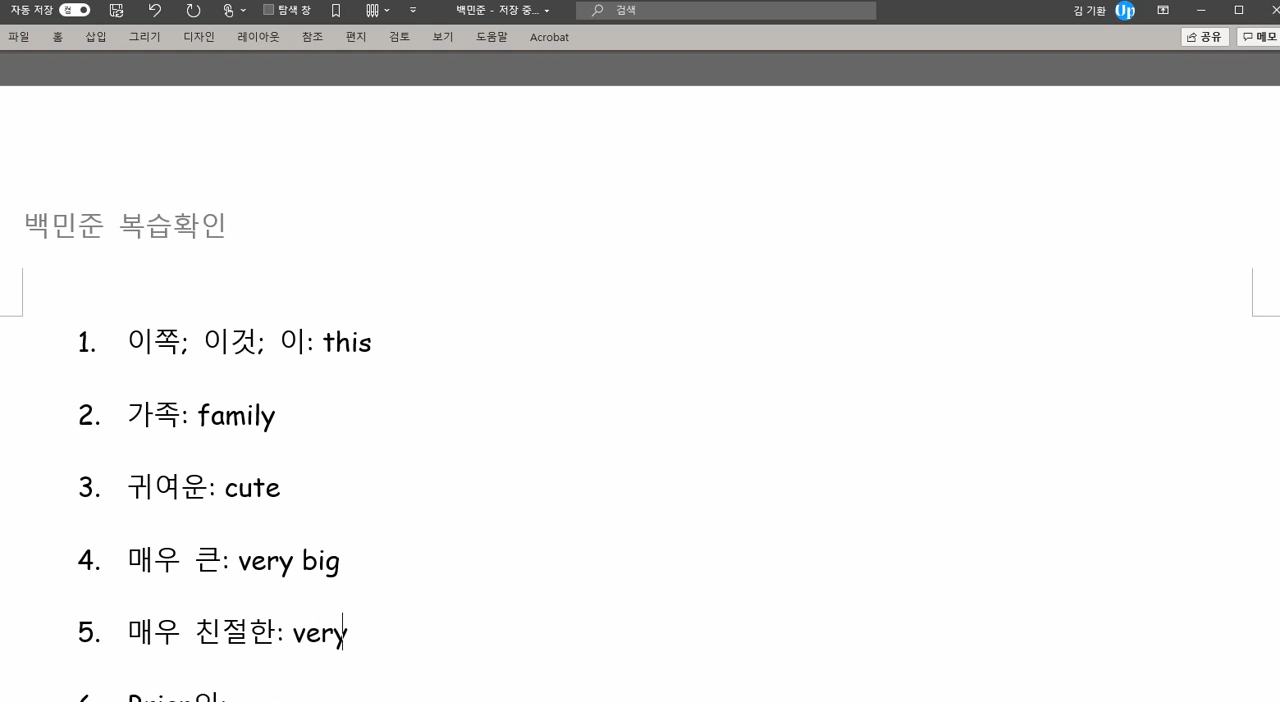 자동 저장 컴 탐색 창 백민준 - 저장 중... 검색 김 기환 Up
파일 홈 삽입 그리기 디자인 레이아웃 참조 편지 검토 보기 도움말 Acrobat 공유 메모
백민준 복습확인
1. 이쪽; 이것; 이: this
2. 가족: family
3. 귀여운: cute
4. 매우 큰: very big
5. 매우 친절한: very